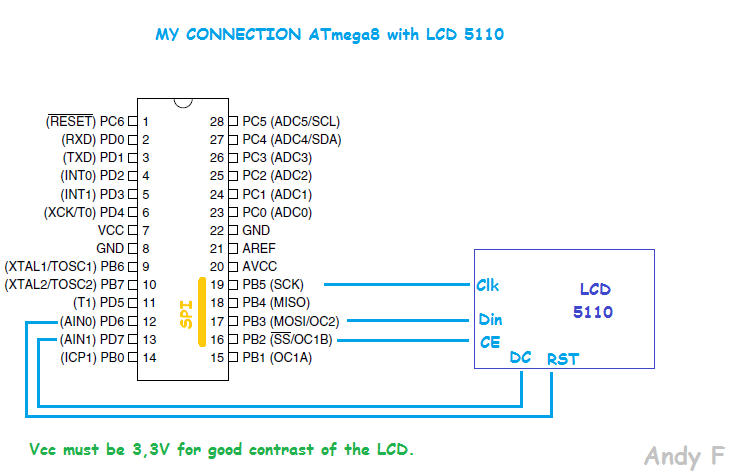 MY CONNECTION ATmega8 with LCD 5110
(RESET) PC6 1 28 PC5 (ADC5/SCL)
(RXD) PD0 2 27 PC4 (ADC4/SDA)
(TXD) PD1 3 26 PC3 (ADC3)
(INT0) PD2 4 25 PC2 (ADC2)
(INT1) PD3 5 24 PC1 (ADC1)
(XCK/T0) PD4 6 23 PC0 (ADC0)
VCC 7 22 GND
GND 8 21 AREF
(XTAL1/TOSC1) PB6 9 20 AVCC
(XTAL2/TOSC2) PB7 10 19 PB5 (SCK) Clk
(T1) PD5 11 18 PB4 (MISO)
(AIN0) PD6 12 17 PB3 (MOSI/OC2) Din
(AIN1) PD7 13 16 PB2 (SS/OC1B) CE
(ICP1) PB0 14 15 PB1 (OC1A)
SPI
LCD
5110
DC RST
Vcc must be 3,3V for good contrast of the LCD.
Andy F